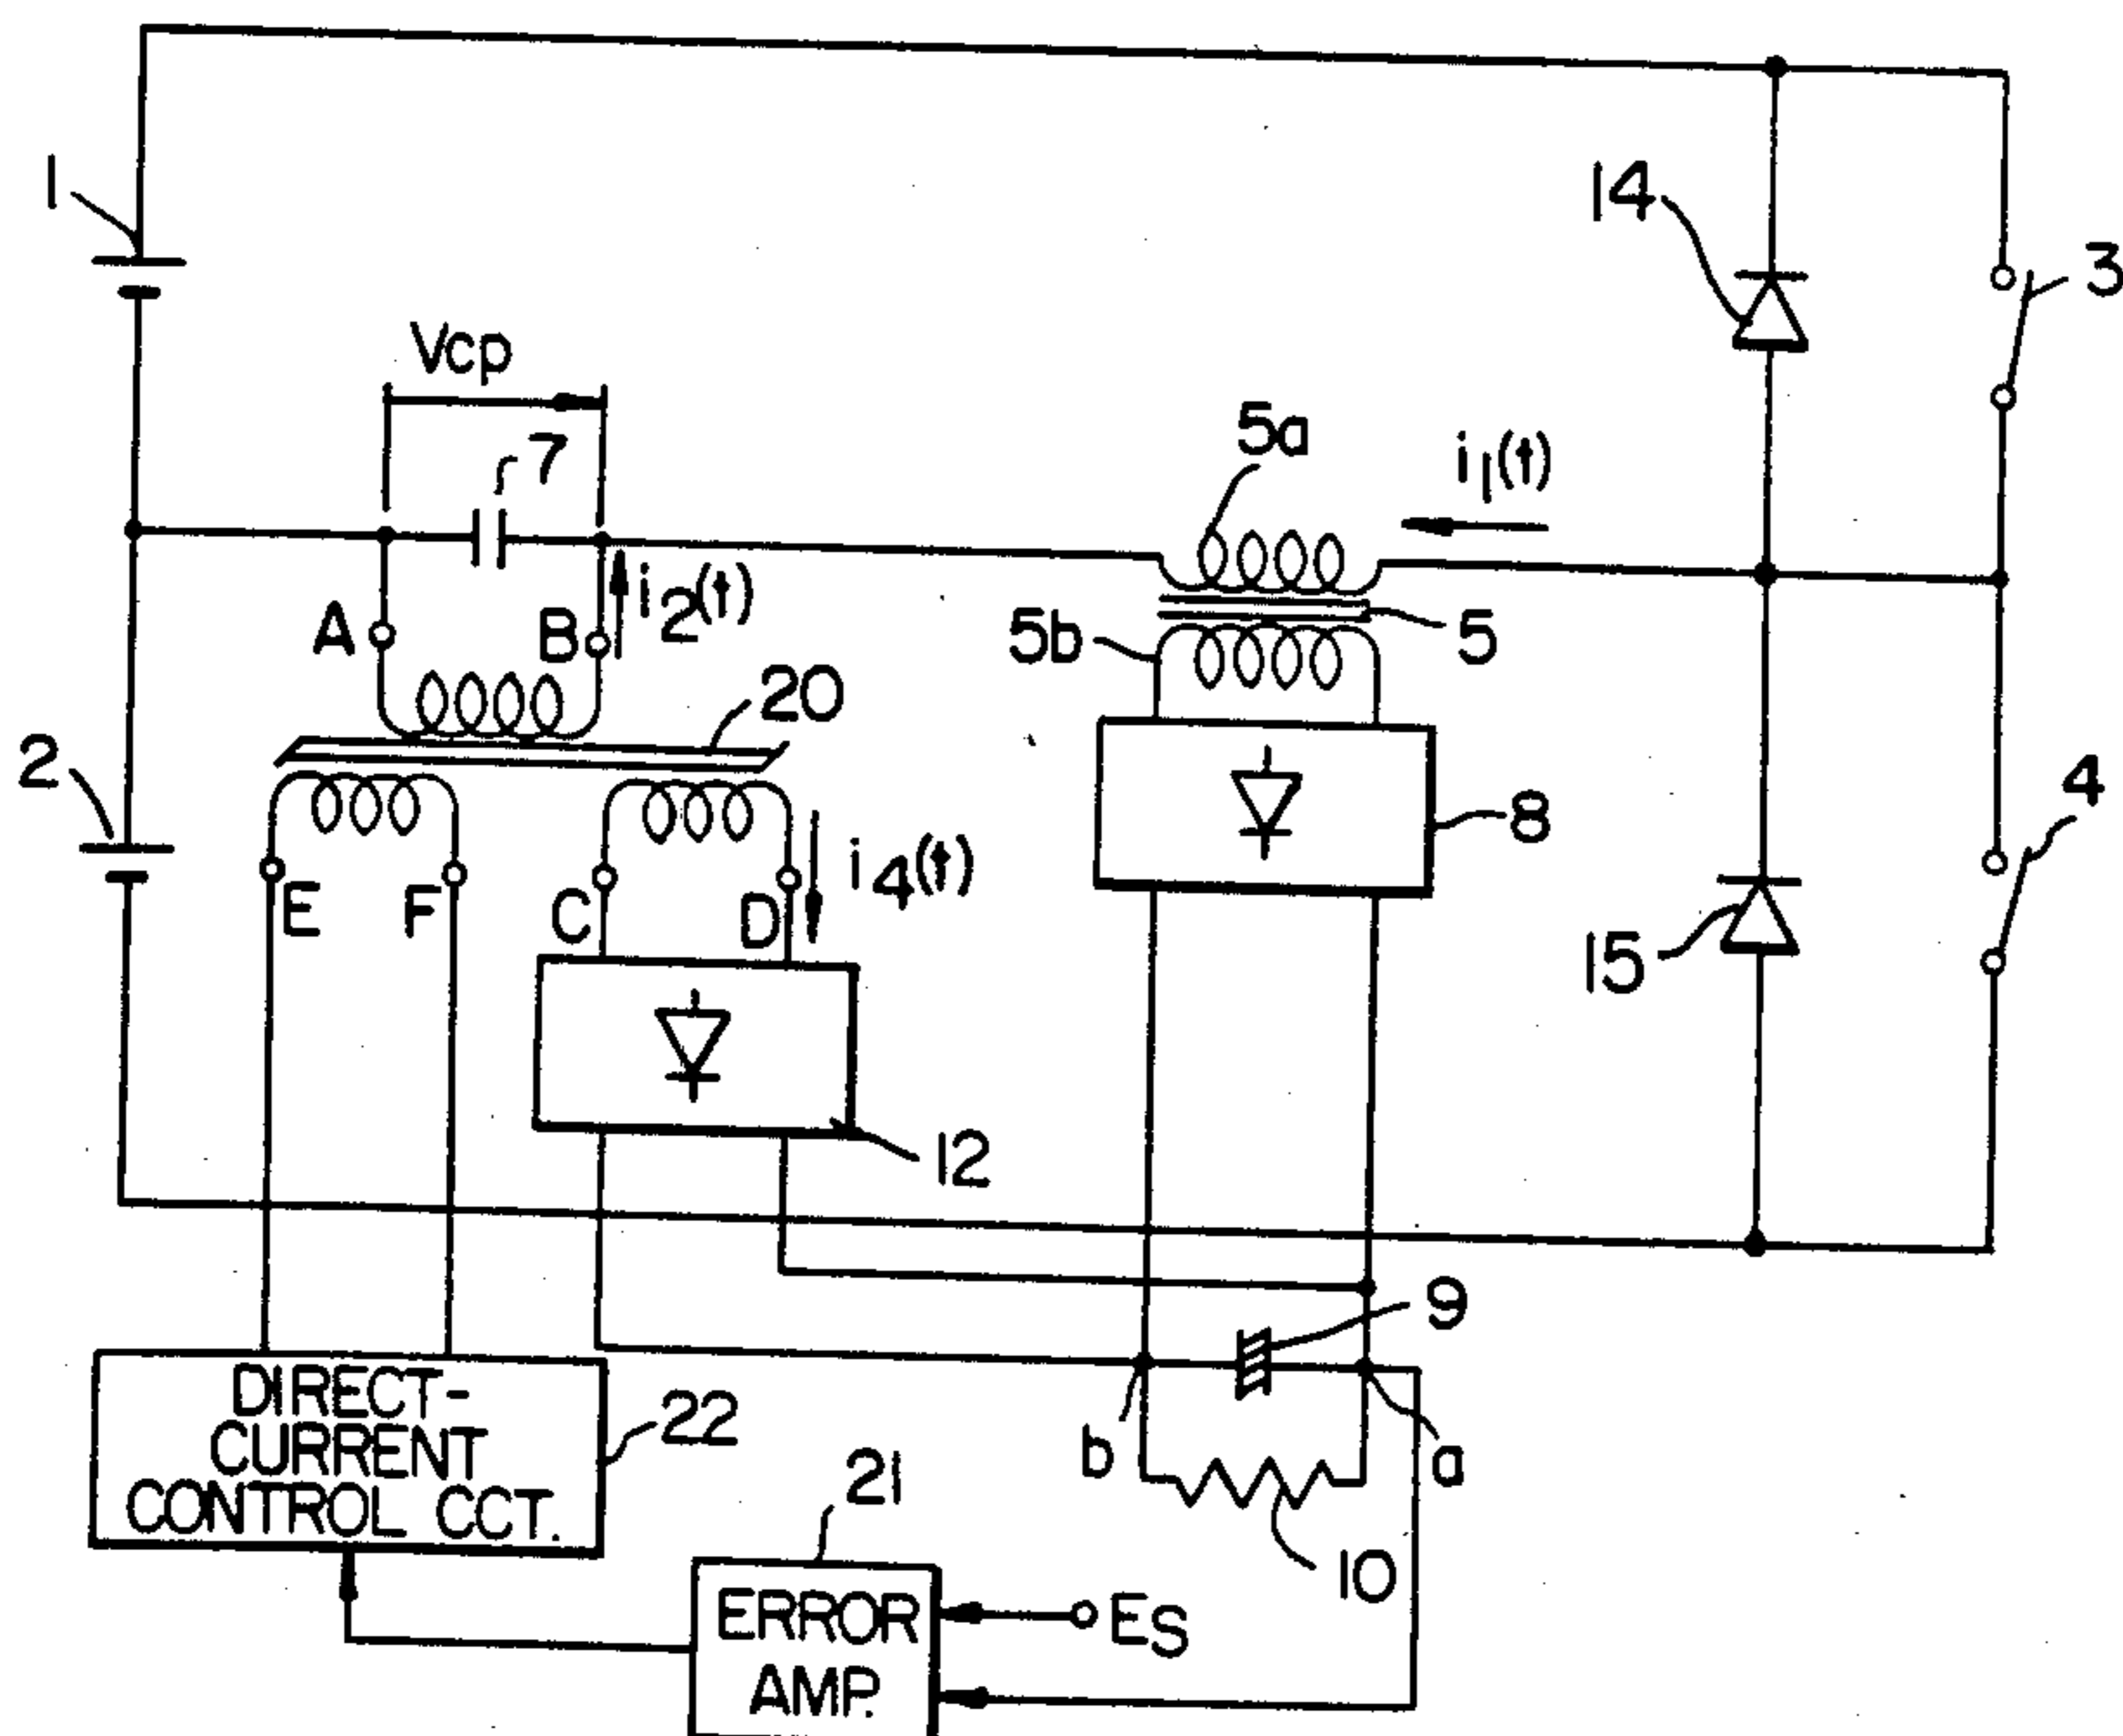 1
14
3
Vcp
7
5a
i1(t)
A
B
i2(t)
5b
5
20
2
4
8
E
F
C
D
i4(t)
15
12
9
DIRECT-
CURRENT
CONTROL CCT.
22
b
a
21
10
ERROR
AMP.
ES